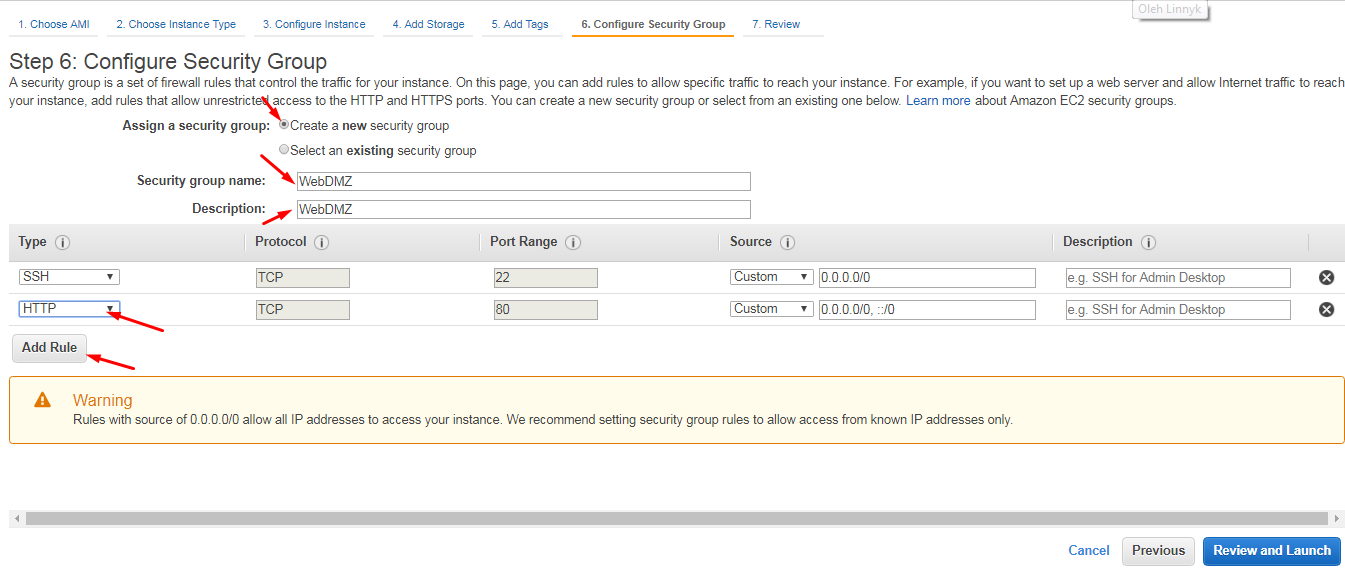 Oleh Linnyk
1. Choose AMI 2. Choose Instance Type 3. Configure Instance 4. Add Storage 5. Add Tags 6. Configure Security Group 7. Review
Step 6: Configure Security Group
A security group is a set of firewall rules that control the traffic for your instance. On this page, you can add rules to allow specific traffic to reach your instance. For example, if you want to set up a web server and allow Internet traffic to reach
your instance, add rules that allow unrestricted access to the HTTP and HTTPS ports. You can create a new security group or select from an existing one below. Learn more about Amazon EC2 security groups.
Assign a security group: Create a new security group
Select an existing security group
Security group name: WebDMZ
Description: WebDMZ
Type Protocol Port Range Source Description
SSH TCP 22 Custom 0.0.0.0/0 e.g. SSH for Admin Desktop
HTTP TCP 80 Custom 0.0.0.0/0, ::/0 e.g. SSH for Admin Desktop
Add Rule
Warning
Rules with source of 0.0.0.0/0 allow all IP addresses to access your instance. We recommend setting security group rules to allow access from known IP addresses only.
Cancel Previous Review and Launch